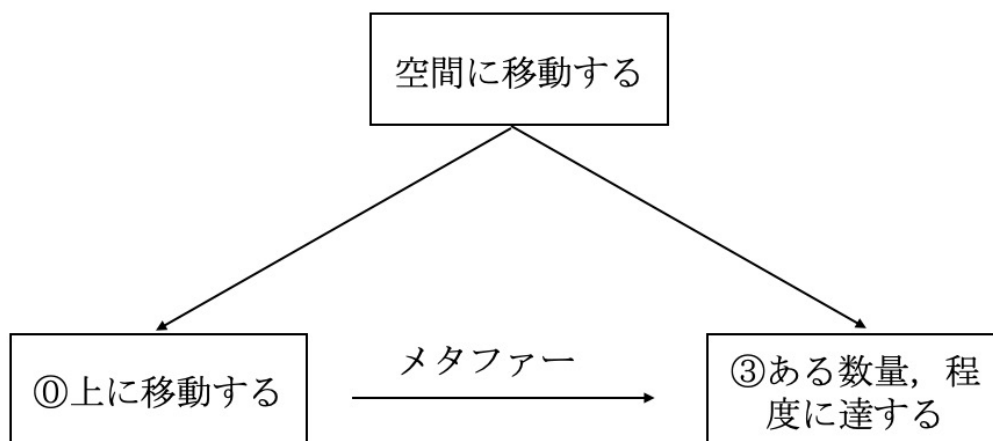 空間に移動する
メタファー
⓪上に移動する
③ある数量，程
度に達する